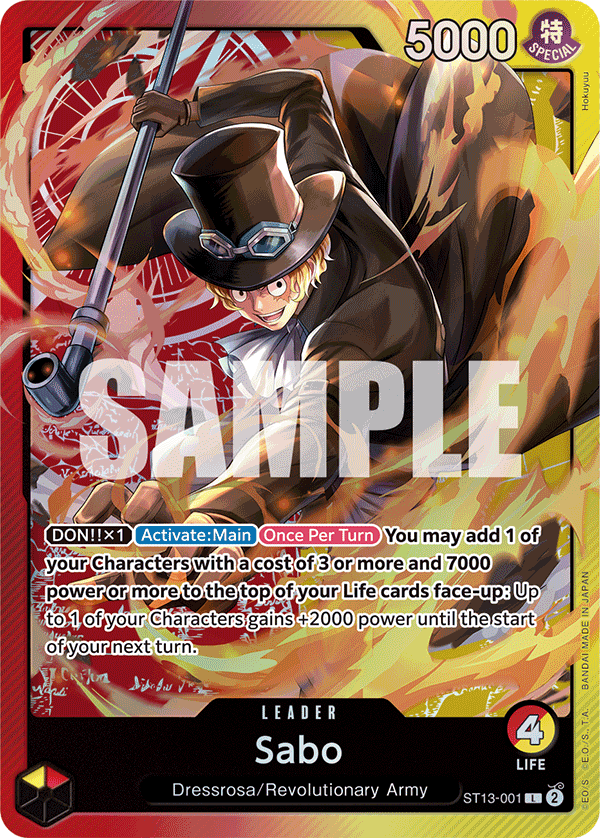 5000
特
SPECIAL
Hokuyuu
SAMPLE
DON!!×1 Activate:Main Once Per Turn You may add 1 of
your Characters with a cost of 3 or more and 7000
power or more to the top of your Life cards face-up: Up
to 1 of your Characters gains +2000 power until the start
of your next turn.
LEADER
Sabo
4
LIFE
Dressrosa/Revolutionary Army
ST13-001 L 2
©E.O/S. ©E.O./S., T.A. BANDAI MADE IN JAPAN